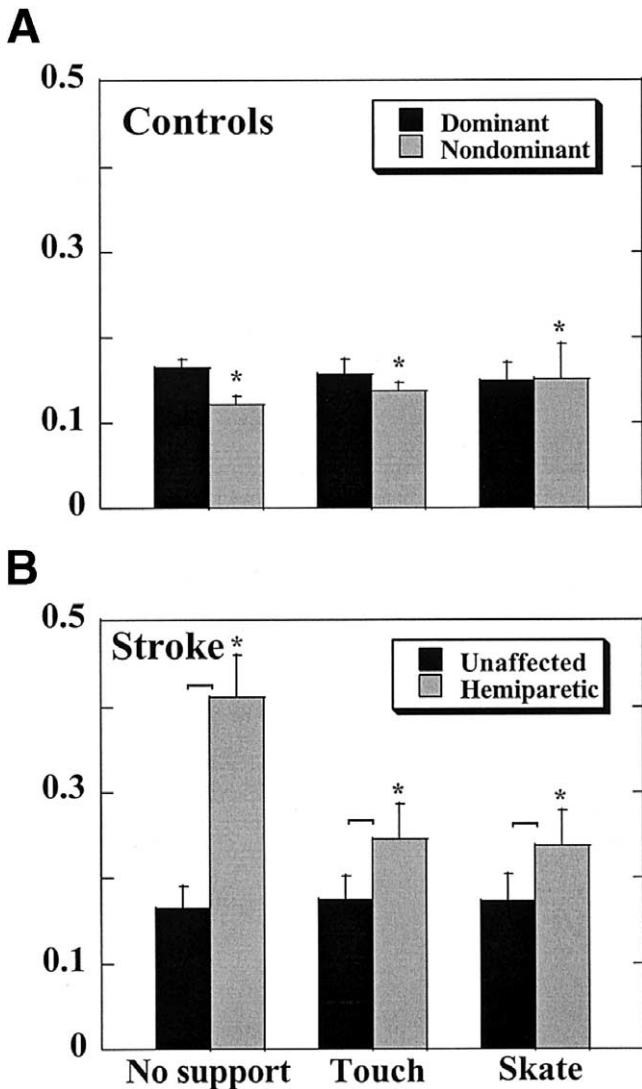 A
0.5
Controls
Dominant
Nondominant
0.3
*
*
*
0.1
0
B
0.5
Stroke
*
Unaffected
Hemiparetic
0.3
*
*
0.1
0
No support Touch Skate